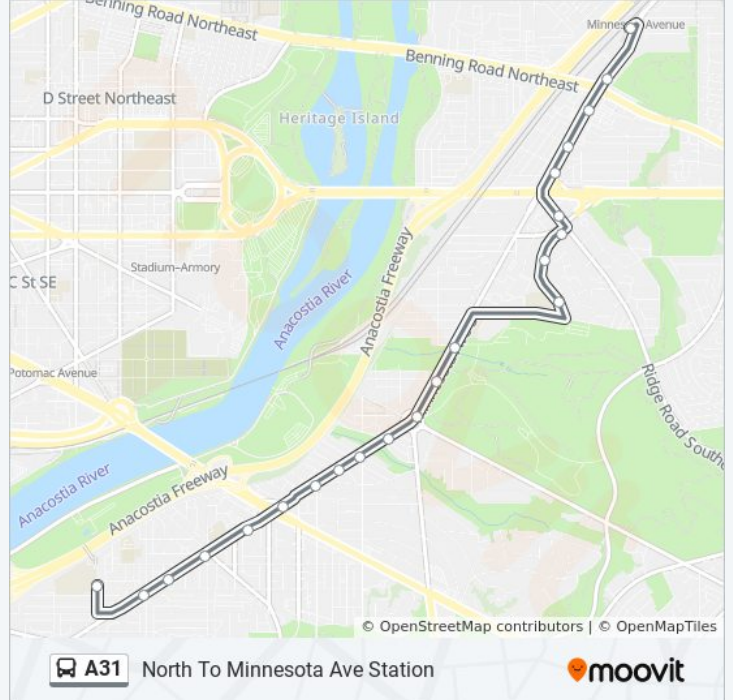 Benning Road Northeast
Minnesota Avenue
Benning Road Northeast
D Street Northeast
Heritage Island
Stadium–Armory
C St SE
Anacostia River
Anacostia Freeway
Potomac Avenue
Ridge Road Southe
Anacostia River
Anacostia Freeway
© OpenStreetMap contributors | © OpenMapTiles
A31 North To Minnesota Ave Station
moovit